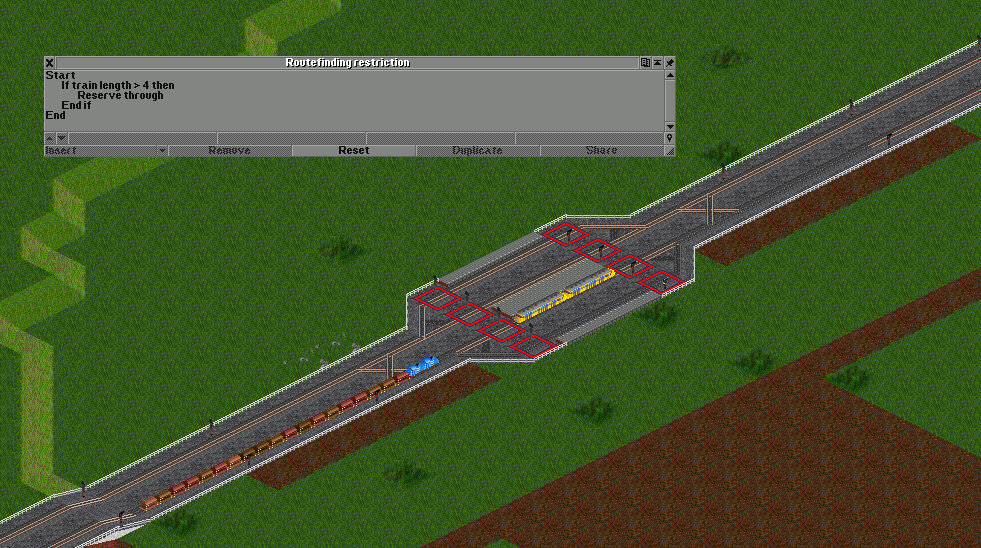 X Routefinding restriction
Start
If train length > 4 then
Reserve through
End if
End
Insert Remove Reset Duplicate Share